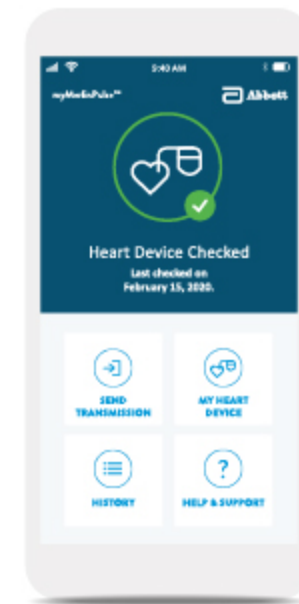 5:40 AM
myMerlinPulse™
Abbott
Heart Device Checked
Last checked on
February 15, 2020.
SEND
TRANSMISSION
MY HEART
DEVICE
HISTORY
?
HELP & SUPPORT